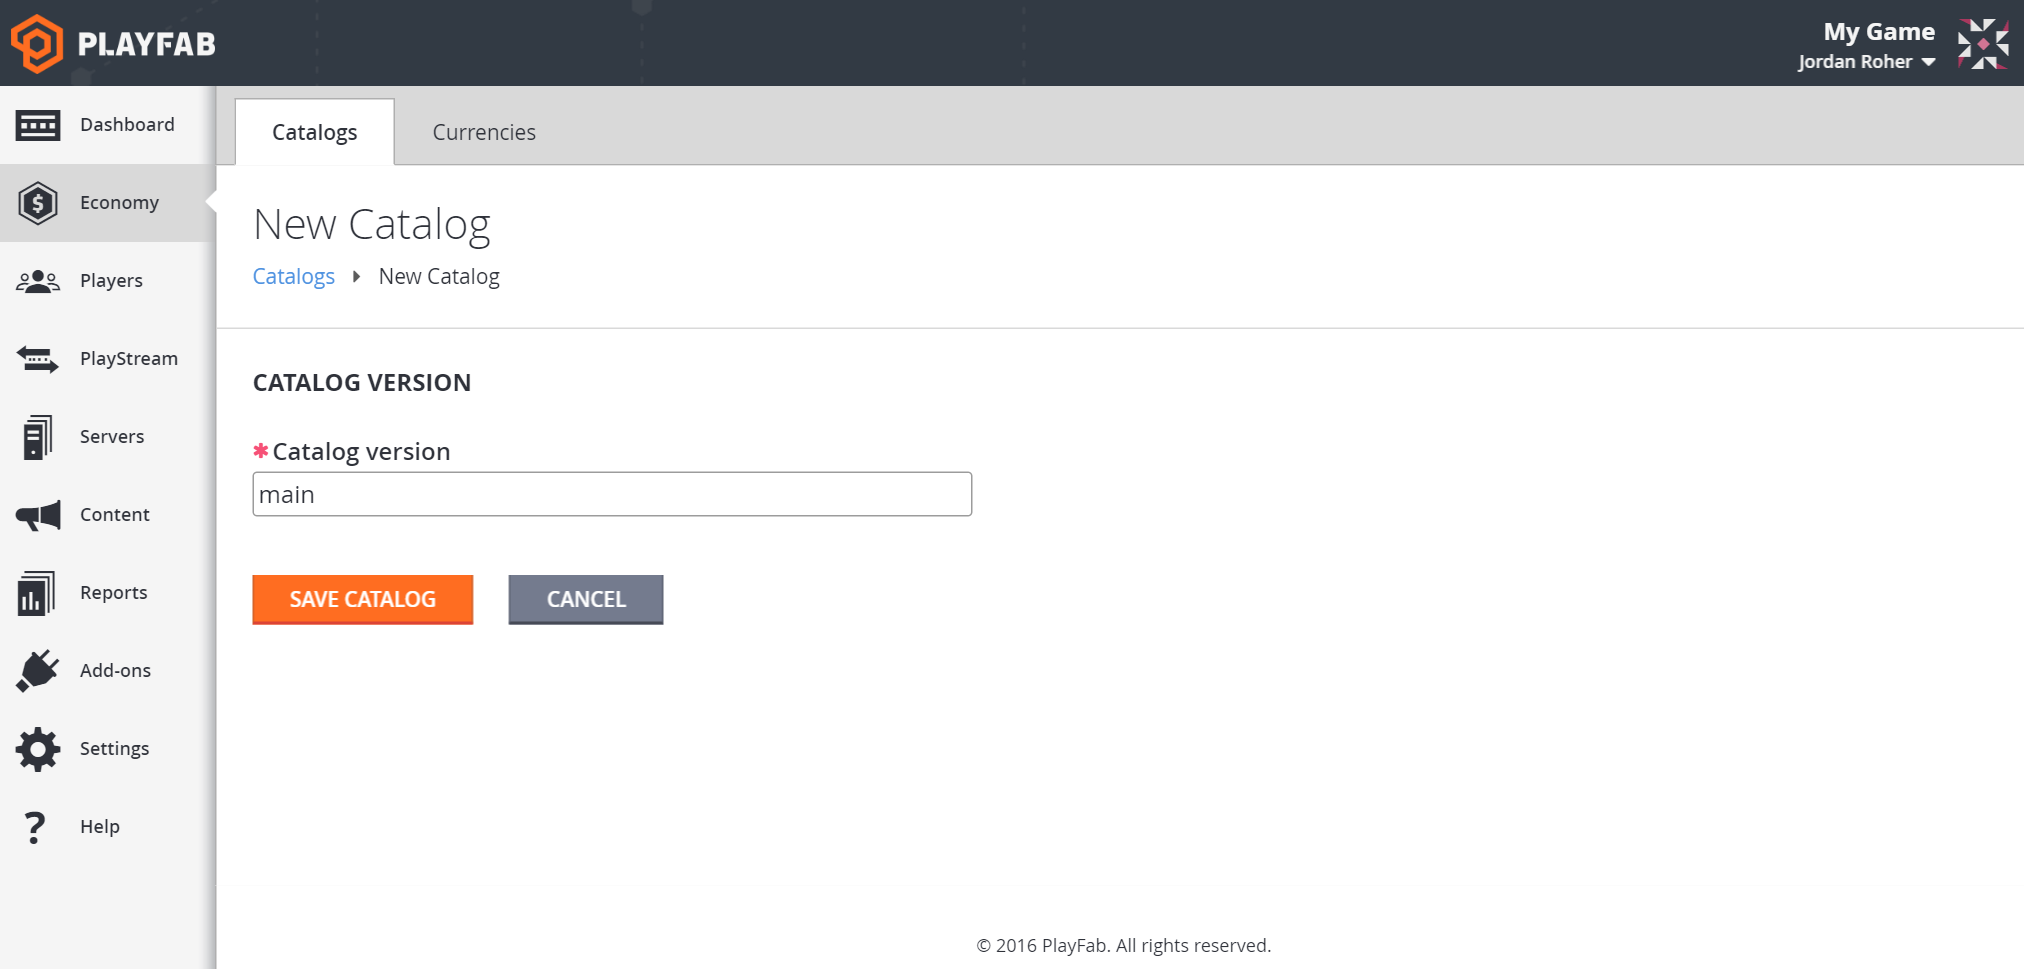 PLAYFAB
My Game
Jordan Roher
Dashboard
Economy
Players
PlayStream
Servers
Content
Reports
Add-ons
Settings
Help
Catalogs
Currencies
New Catalog
Catalogs New Catalog
CATALOG VERSION
*Catalog version
main
SAVE CATALOG
CANCEL
© 2016 PlayFab. All rights reserved.